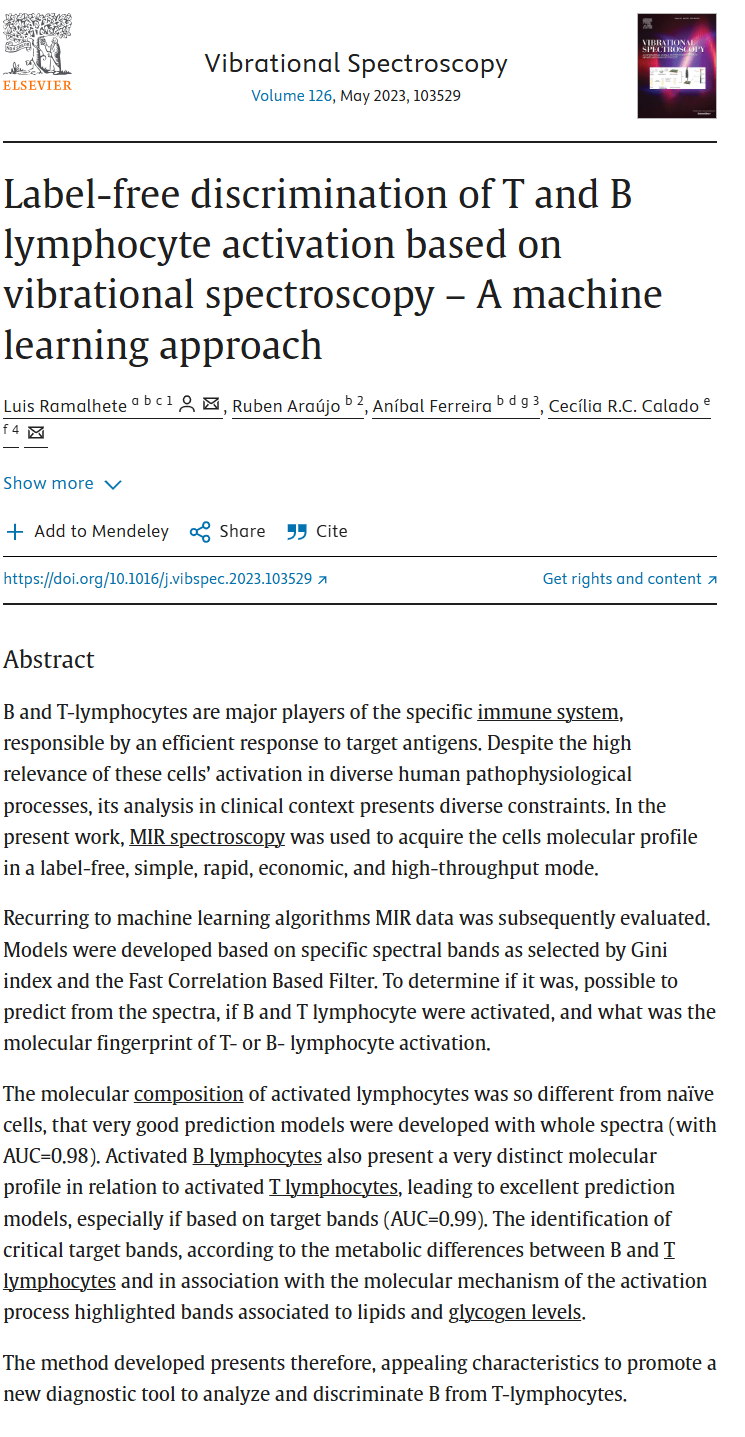 ELSEVIER
Vibrational Spectroscopy
Volume 126, May 2023, 103529
VIBRATIONAL
SPECTROSCOPY
Label-free discrimination of T and B
lymphocyte activation based on
vibrational spectroscopy – A machine
learning approach
Luis Ramalhete a b c 1, Ruben Araújo b 2, Aníbal Ferreira b d g 3, Cecília R.C. Calado e
f 4
Show more
Add to Mendeley Share Cite
https://doi.org/10.1016/j.vibspec.2023.103529 ↗ Get rights and content ↗
Abstract
B and T-lymphocytes are major players of the specific immune system,
responsible by an efficient response to target antigens. Despite the high
relevance of these cells’ activation in diverse human pathophysiological
processes, its analysis in clinical context presents diverse constraints. In the
present work, MIR spectroscopy was used to acquire the cells molecular profile
in a label-free, simple, rapid, economic, and high-throughput mode.
Recurring to machine learning algorithms MIR data was subsequently evaluated.
Models were developed based on specific spectral bands as selected by Gini
index and the Fast Correlation Based Filter. To determine if it was, possible to
predict from the spectra, if B and T lymphocyte were activated, and what was the
molecular fingerprint of T- or B- lymphocyte activation.
The molecular composition of activated lymphocytes was so different from naïve
cells, that very good prediction models were developed with whole spectra (with
AUC=0.98). Activated B lymphocytes also present a very distinct molecular
profile in relation to activated T lymphocytes, leading to excellent prediction
models, especially if based on target bands (AUC=0.99). The identification of
critical target bands, according to the metabolic differences between B and T
lymphocytes and in association with the molecular mechanism of the activation
process highlighted bands associated to lipids and glycogen levels.
The method developed presents therefore, appealing characteristics to promote a
new diagnostic tool to analyze and discriminate B from T-lymphocytes.